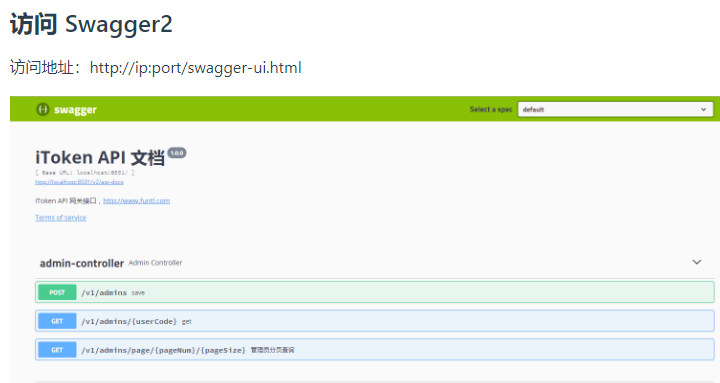 访问 Swagger2
访问地址：http://ip:port/swagger-ui.html
swagger
Select a spec default
iToken API 文档 1.0.0
[ Base URL: localhost:8501/ ]
http://localhost:8501/v2/api-docs
iToken API 网关接口，http://www.funtl.com
Terms of service
admin-controller Admin Controller
POST /v1/admins save
GET /v1/admins/{userCode} get
GET /v1/admins/page/{pageNum}/{pageSize} 管理员分页查询